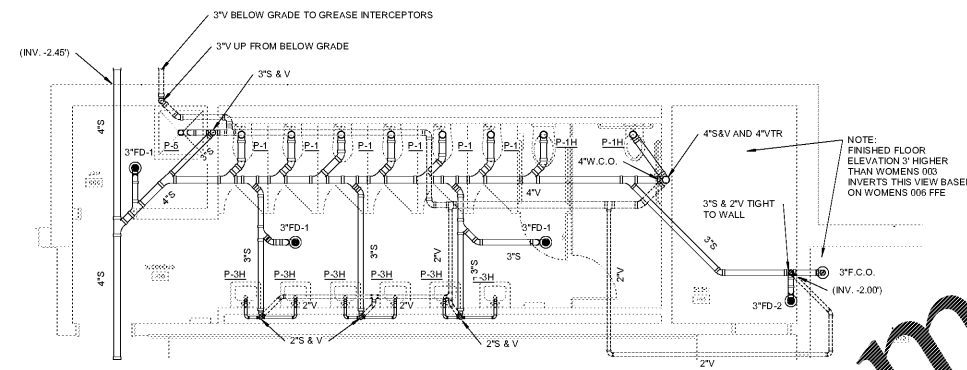 3"V BELOW GRADE TO GREASE INTERCEPTORS
(INV. -2.45')
3"V UP FROM BELOW GRADE
3"S & V
4"S
P-5
3"S
P-1
P-1
P-1
P-1
P-1
P-1
P-1H
P-1H
4"S&V AND 4"VTR
NOTE:
FINISHED FLOOR
ELEVATION 3' HIGHER
THAN WOMENS 003
INVERTS THIS VIEW BASE
ON WOMENS 006 FFE
3"FD-1
4"W.C.O.
4"S
4"V
3"S & 2"V TIGHT
TO WALL
3"FD-1
3"FD-1
3"S
4"S
3"S
3"S
2"V
3"S
3"S
2"V
3"F.C.O.
P-3H
P-3H
P-3H
P-3H
P-3H
-3H
(INV. -2.00')
2"V
2"V
3"FD-2
2"S & V
2"S & V
2"V